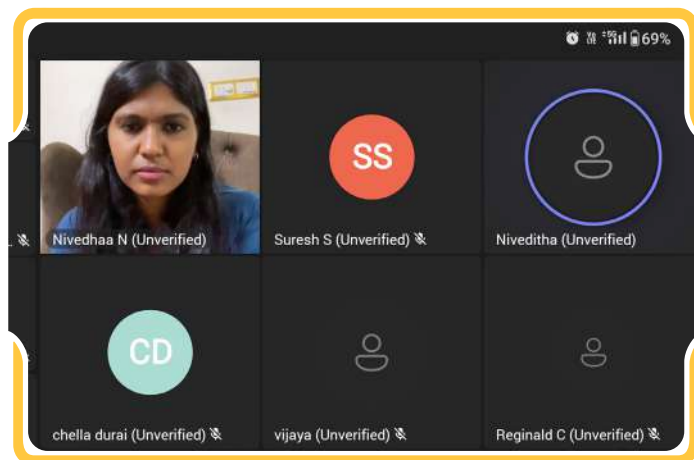 69%
Nivedhaa N (Unverified)
SS
Suresh S (Unverified)
Niveditha (Unverified)
CD
chella durai (Unverified)
vijaya (Unverified)
Reginald C (Unverified)